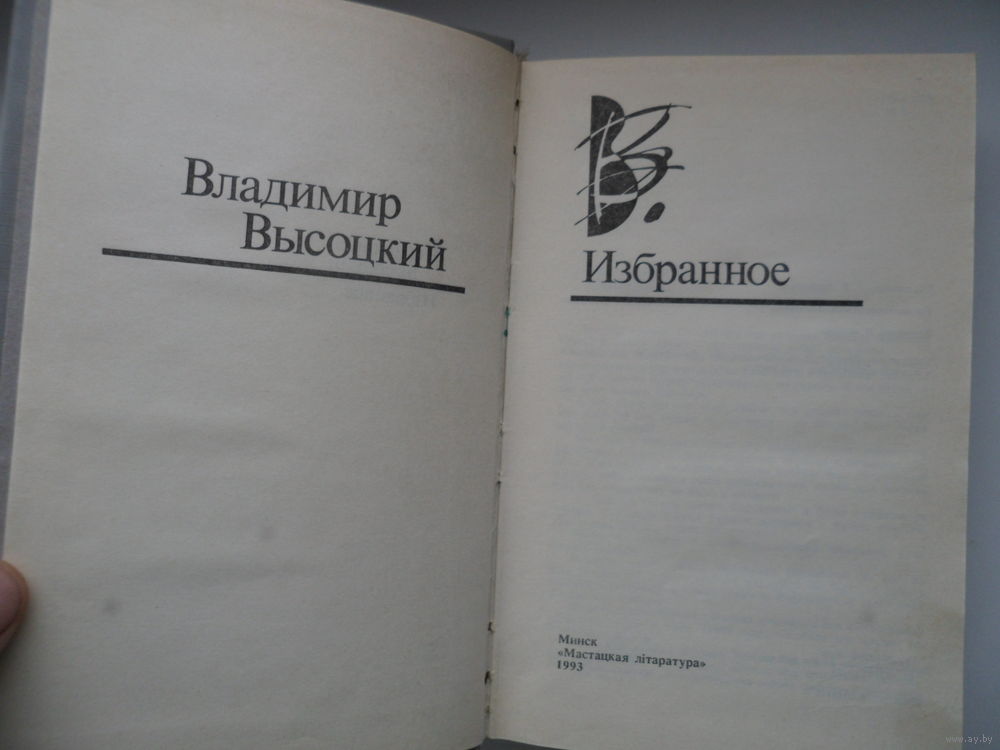 Владимир
Высоцкий
В.
Избранное
Минск
«Мастацкая літаратура»
1993
www.ay.by